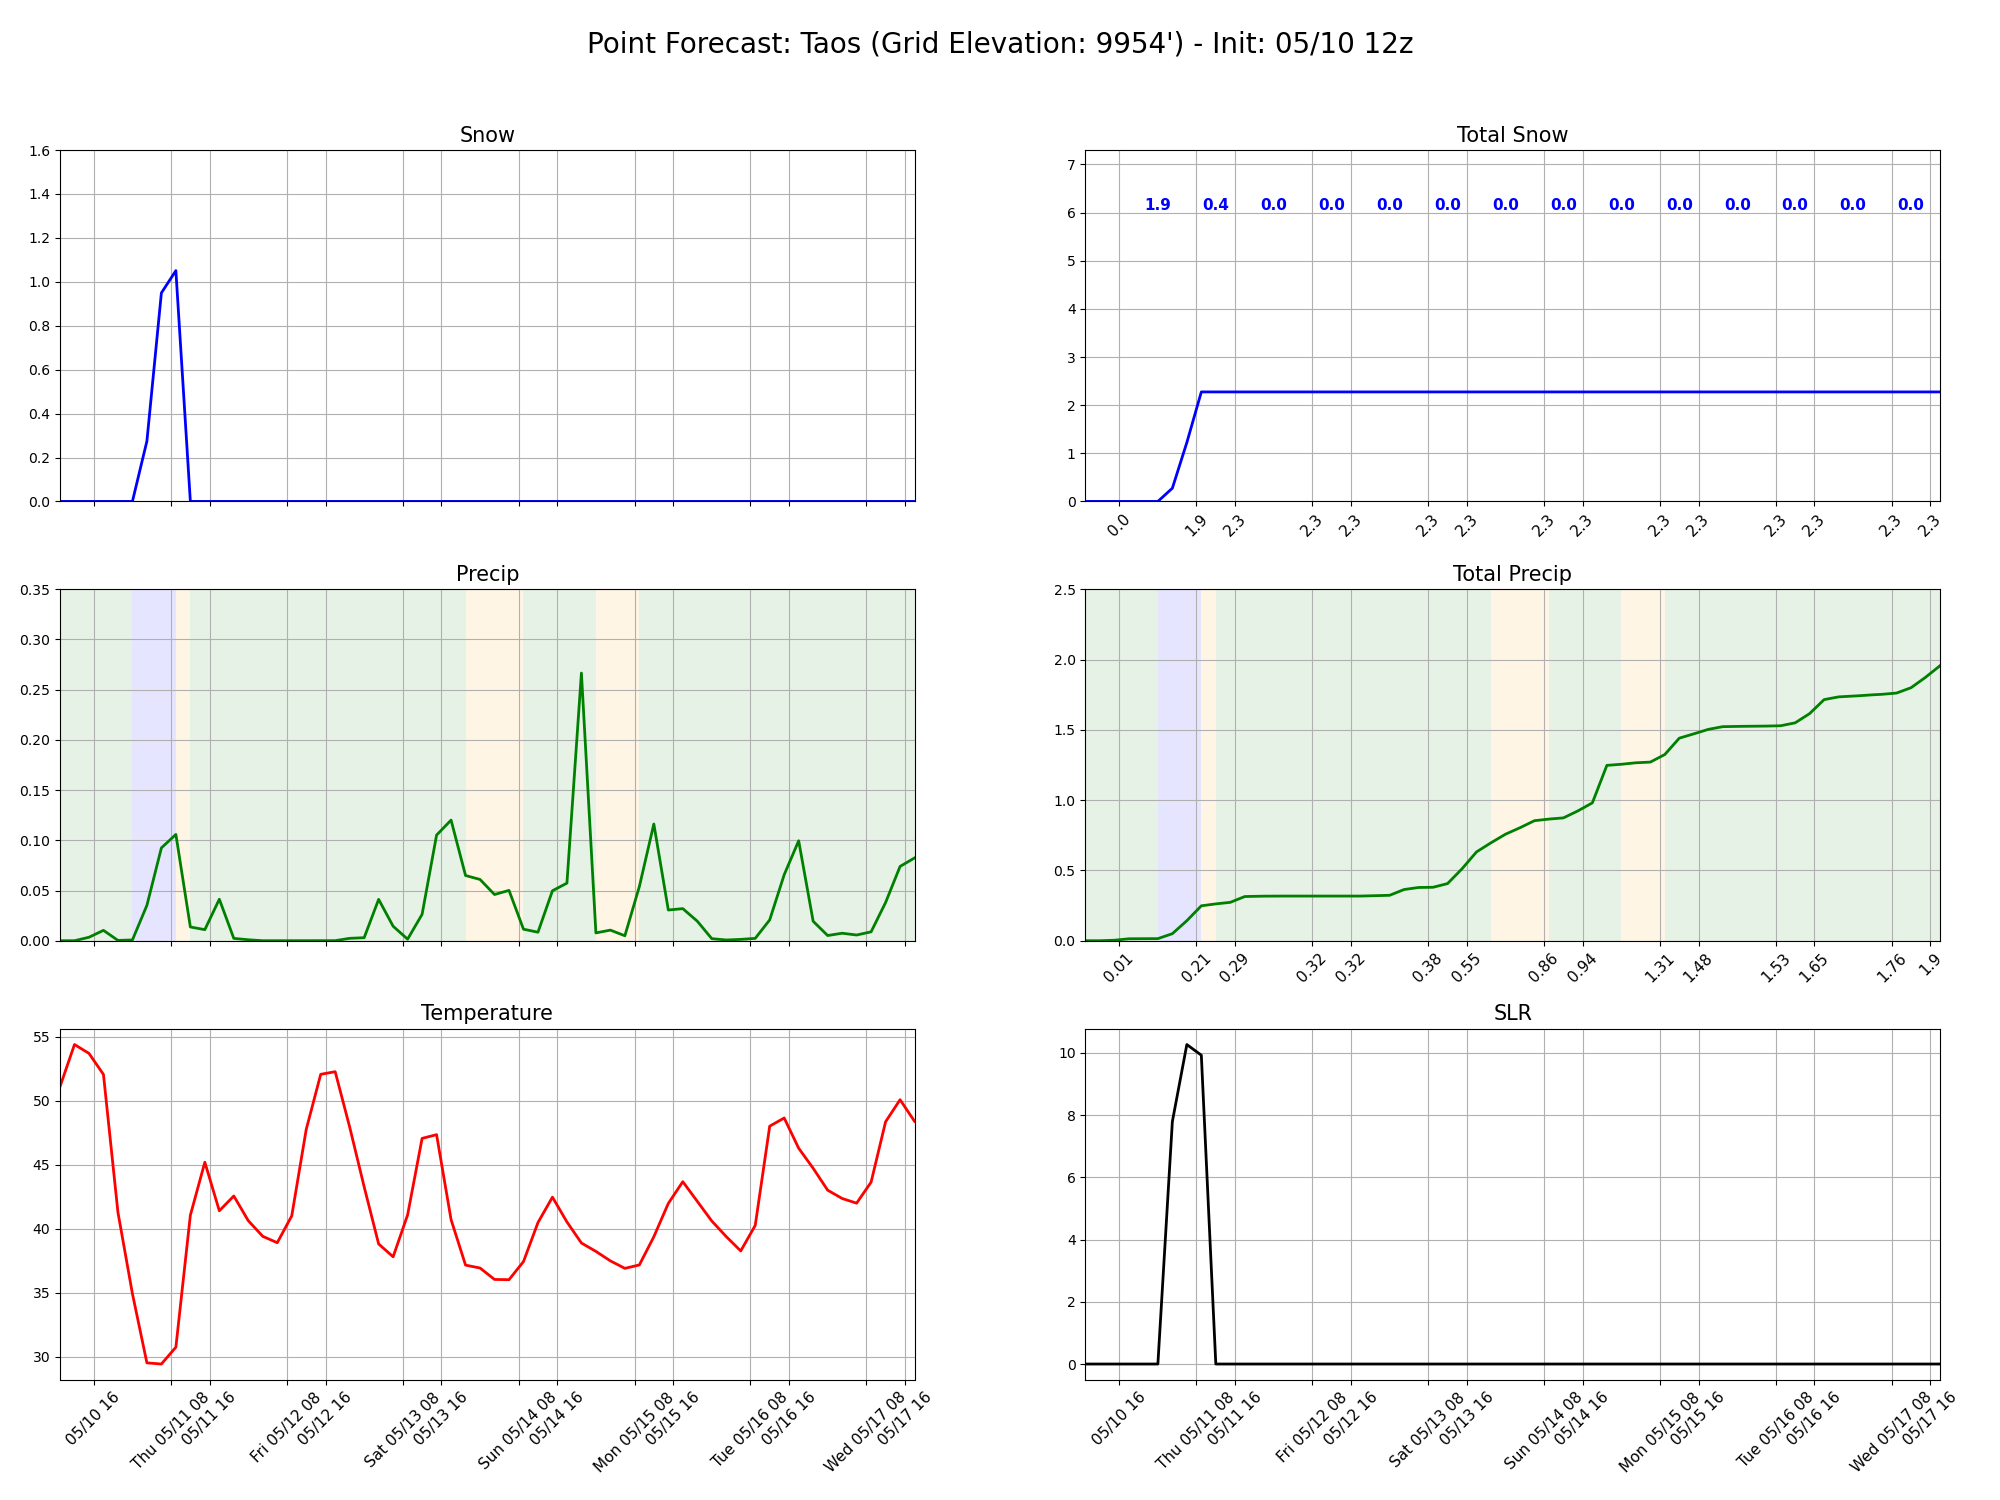 Point Forecast: Taos (Grid Elevation: 9954') - Init: 05/10 12z
Snow
1.6
1.4
1.2
1.0
0.8
0.6
0.4
0.2
0.0
Total Snow
7
6
5
4
3
2
1
0
1.9 0.4 0.0 0.0 0.0 0.0 0.0 0.0 0.0 0.0 0.0 0.0 0.0 0.0
0.0 1.9 2.3 2.3 2.3 2.3 2.3 2.3 2.3 2.3 2.3 2.3 2.3 2.3 2.3
Precip
0.35
0.30
0.25
0.20
0.15
0.10
0.05
0.00
Total Precip
2.5
2.0
1.5
1.0
0.5
0.0
0.01 0.21 0.29 0.32 0.32 0.38 0.55 0.86 0.94 1.31 1.48 1.53 1.65 1.76 1.9
Temperature
55
50
45
40
35
30
05/10 16
Thu 05/11 08
05/11 16
Fri 05/12 08
05/12 16
Sat 05/13 08
05/13 16
Sun 05/14 08
05/14 16
Mon 05/15 08
05/15 16
Tue 05/16 08
05/16 16
Wed 05/17 08
05/17 16
SLR
10
8
6
4
2
0
05/10 16
Thu 05/11 08
05/11 16
Fri 05/12 08
05/12 16
Sat 05/13 08
05/13 16
Sun 05/14 08
05/14 16
Mon 05/15 08
05/15 16
Tue 05/16 08
05/16 16
Wed 05/17 08
05/17 16